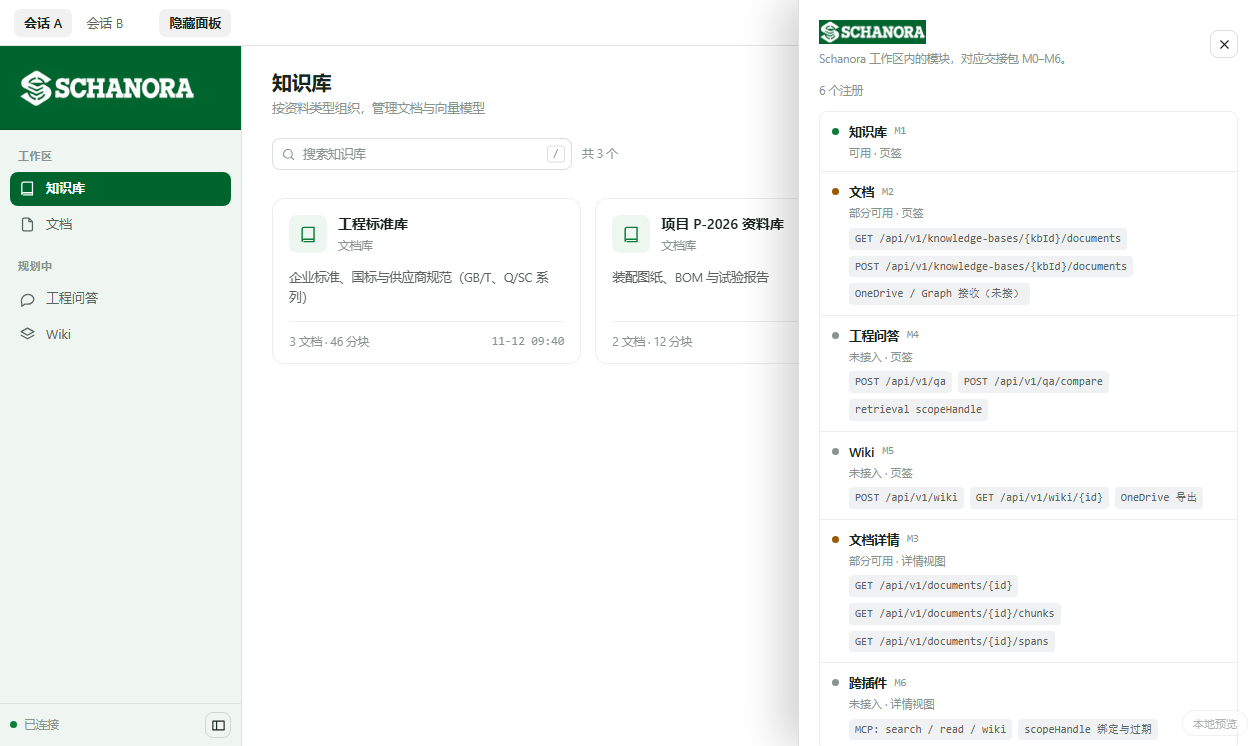 会话 A 会话 B 隐藏面板
SCHANORA
工作区
知识库
文档
规划中
工程问答
Wiki
已连接
知识库
按资料类型组织，管理文档与向量模型
搜索知识库 / 共 3 个
工程标准库
文档库
企业标准、国标与供应商规范（GB/T、Q/SC 系
列）
3 文档 · 46 分块 11-12 09:40
项目 P-2026 资料库
文档库
装配图纸、BOM 与试验报告
2 文档 · 12 分块
SCHANORA
Schanora 工作区内的模块，对应交接包 M0–M6。
6 个注册
知识库 M1
可用 · 页签
文档 M2
部分可用 · 页签
GET /api/v1/knowledge-bases/{kbId}/documents
POST /api/v1/knowledge-bases/{kbId}/documents
OneDrive / Graph 接收（未接）
工程问答 M4
未接入 · 页签
POST /api/v1/qa POST /api/v1/qa/compare
retrieval scopeHandle
Wiki M5
未接入 · 页签
POST /api/v1/wiki GET /api/v1/wiki/{id} OneDrive 导出
文档详情 M3
部分可用 · 详情视图
GET /api/v1/documents/{id}
GET /api/v1/documents/{id}/chunks
GET /api/v1/documents/{id}/spans
跨插件 M6
未接入 · 详情视图
MCP: search / read / wiki scopeHandle 绑定与过期
本地预览